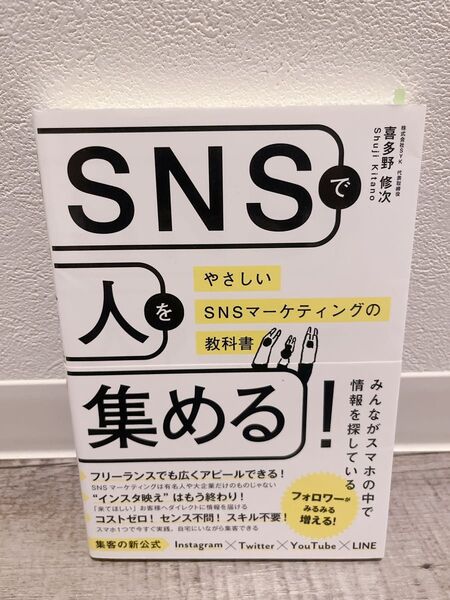 株式会社SYK 代表取締役
喜多野 修次
Shuji Kitano
SNSで
人を
集める!
やさしい
SNSマーケティングの
教科書
みんながスマホの中で
情報を探している
フリーランスでも広くアピールできる!
SNSマーケティングは有名人や大企業だけのものじゃない
“インスタ映え”はもう終わり!
「来てほしい」お客様へダイレクトに情報を届ける
コストゼロ! センス不問! スキル不要!
スマホ1つで今すぐ実践。自宅にいながら集客できる
フォロワーが
みるみる
増える!
集客の新公式 Instagram×Twitter×YouTube×LINE